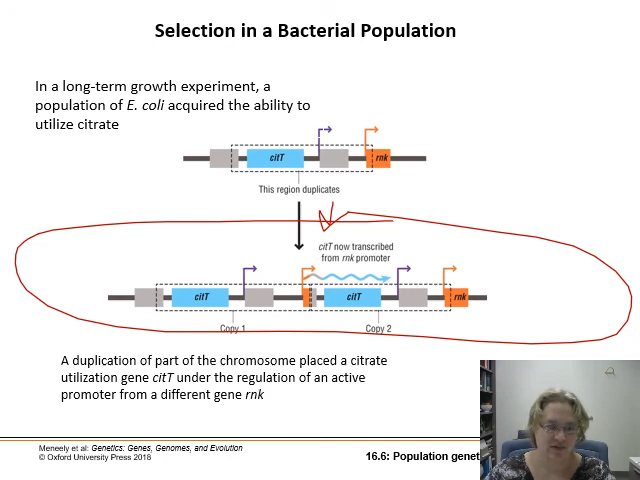 Selection in a Bacterial Population
In a long-term growth experiment, a
population of E. coli acquired the ability to
utilize citrate
citT
rnk
This region duplicates
citT now transcribed
from rnk promoter
citT
citT
rnk
Copy 1
Copy 2
A duplication of part of the chromosome placed a citrate
utilization gene citT under the regulation of an active
promoter from a different gene rnk
Meneely et al: Genetics: Genes, Genomes, and Evolution
© Oxford University Press 2018
16.6: Population genet